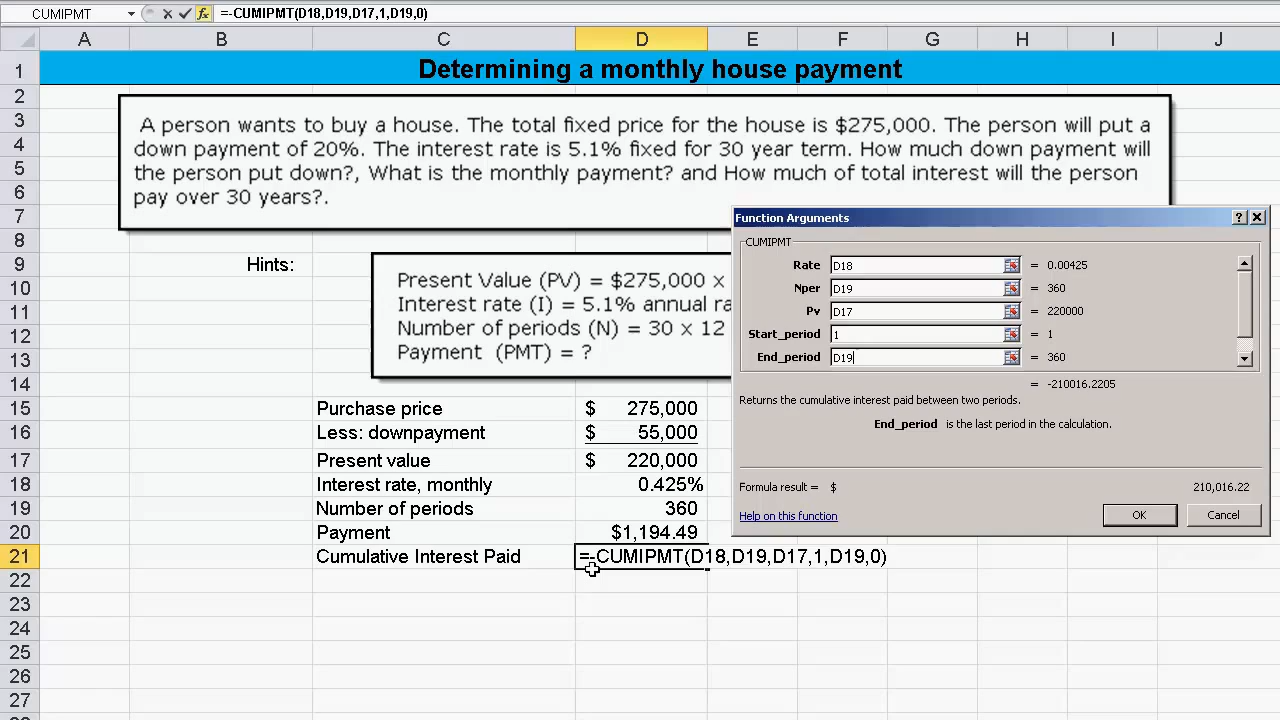 CUMIPMT =-CUMIPMT(D18,D19,D17,1,D19,0)
A B C D E F G H I J
1 Determining a monthly house payment
2
3 A person wants to buy a house. The total fixed price for the house is $275,000. The person will put a
4 down payment of 20%. The interest rate is 5.1% fixed for 30 year term. How much down payment will
5 the person put down?, What is the monthly payment? and How much of total interest will the person
6 pay over 30 years?.
7
8
9 Hints:
10 Present Value (PV) = $275,000 x
11 Interest rate (I) = 5.1% annual ra
12 Number of periods (N) = 30 x 12
13 Payment (PMT) = ?
14
15 Purchase price $ 275,000
16 Less: downpayment $ 55,000
17 Present value $ 220,000
18 Interest rate, monthly 0.425%
19 Number of periods 360
20 Payment $1,194.49
21 Cumulative Interest Paid =-CUMIPMT(D18,D19,D17,1,D19,0)
22
23
24
25
26
27
Function Arguments
CUMIPMT
Rate D18 = 0.00425
Nper D19 = 360
Pv D17 = 220000
Start_period 1 = 1
End_period D19 = 360
= -210016.2205
Returns the cumulative interest paid between two periods.
End_period is the last period in the calculation.
Formula result = $ 210,016.22
Help on this function OK Cancel